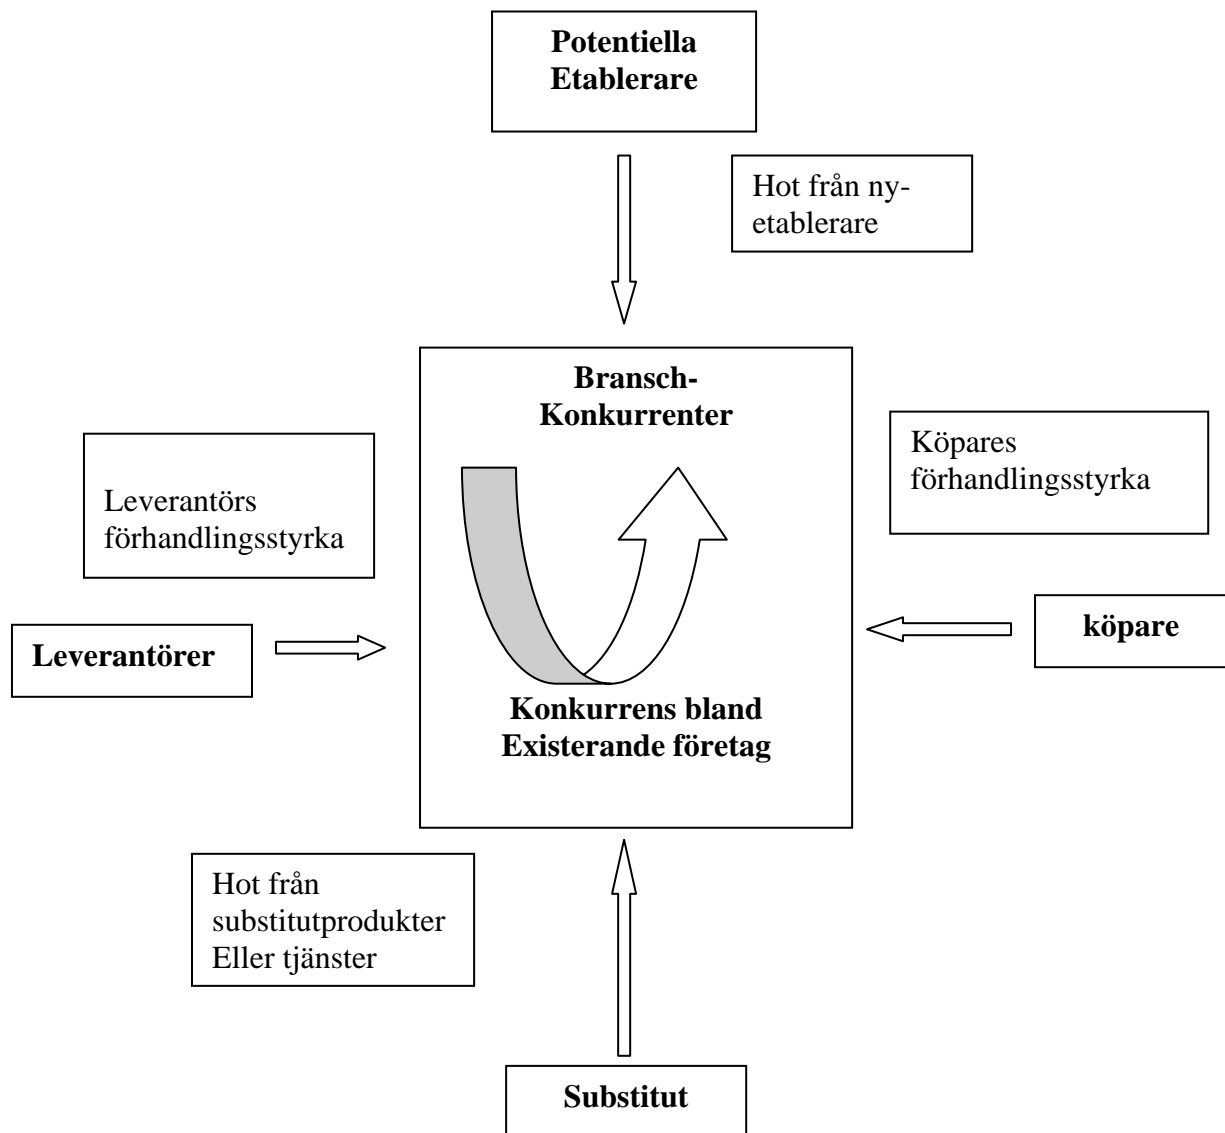 Potentiella
Etablerare
Hot från ny-
etablerare
Bransch-
Konkurrenter
Köpares
förhandlingsstyrka
Leverantörs
förhandlingsstyrka
Leverantörer
köpare
Konkurrens bland
Existerande företag
Hot från
substitutprodukter
Eller tjänster
Substitut